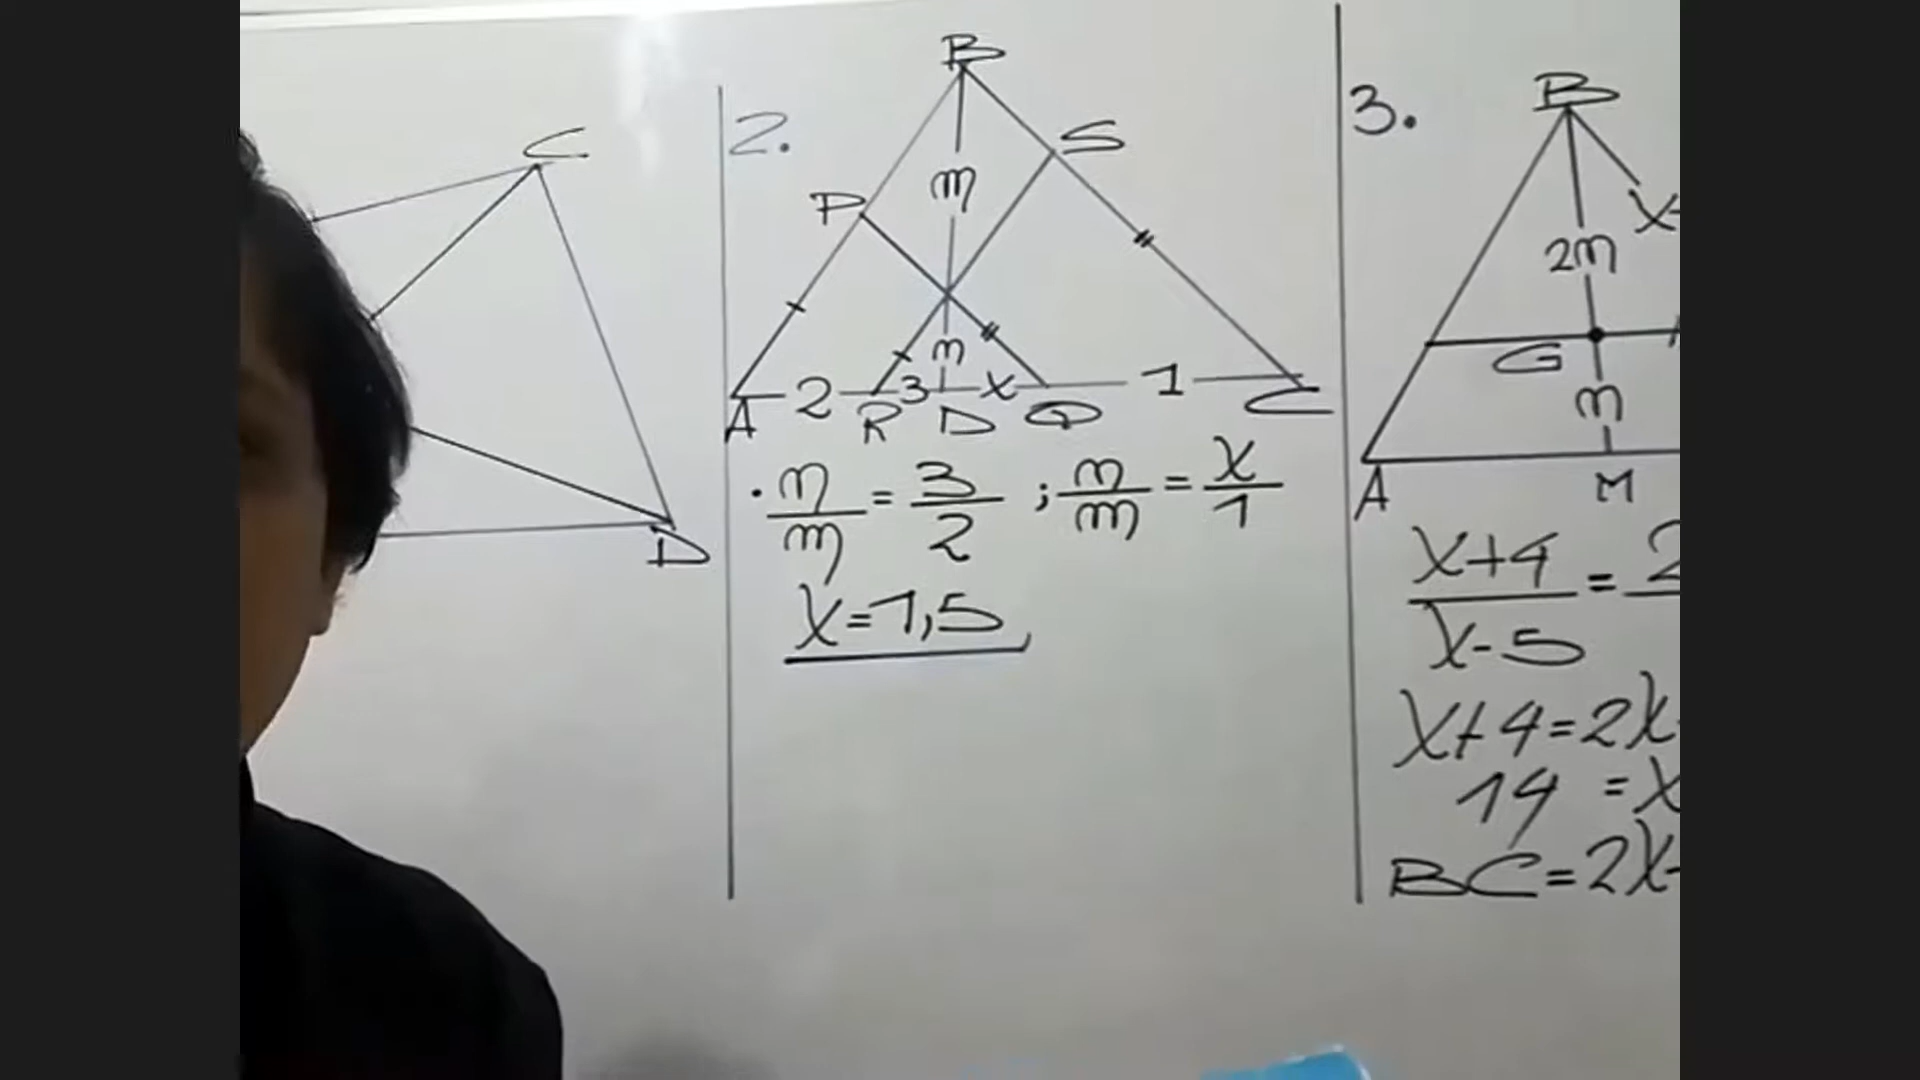 C
D
2.
B
S
P
m
n
A 2 R 3 D x Q 1 C
. n/m = 3/2 ; n/m = x/1
x = 1,5
3.
B
x
2m
G
m
A
M
x+4/x-5 = 2
x+4=2x
14 = x
BC=2x-